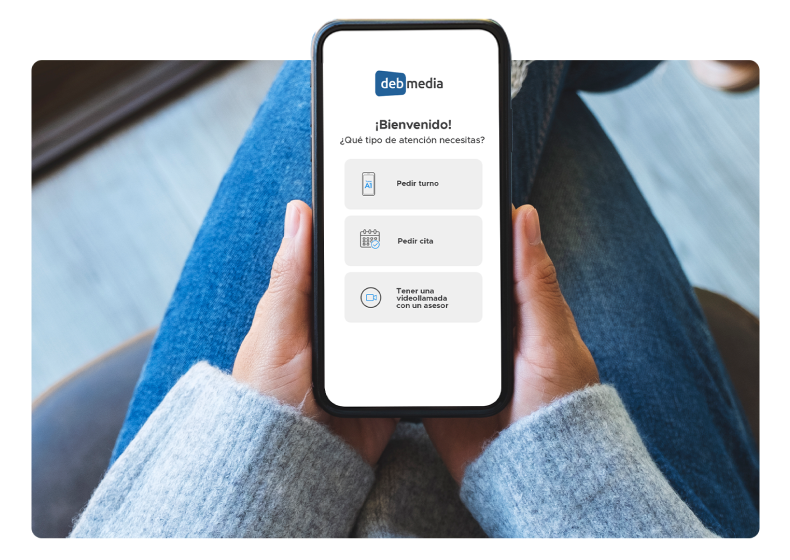 debmedia
¡Bienvenido!
¿Qué tipo de atención necesitas?
A1
Pedir turno
Pedir cita
Tener una
videollamada
con un asesor